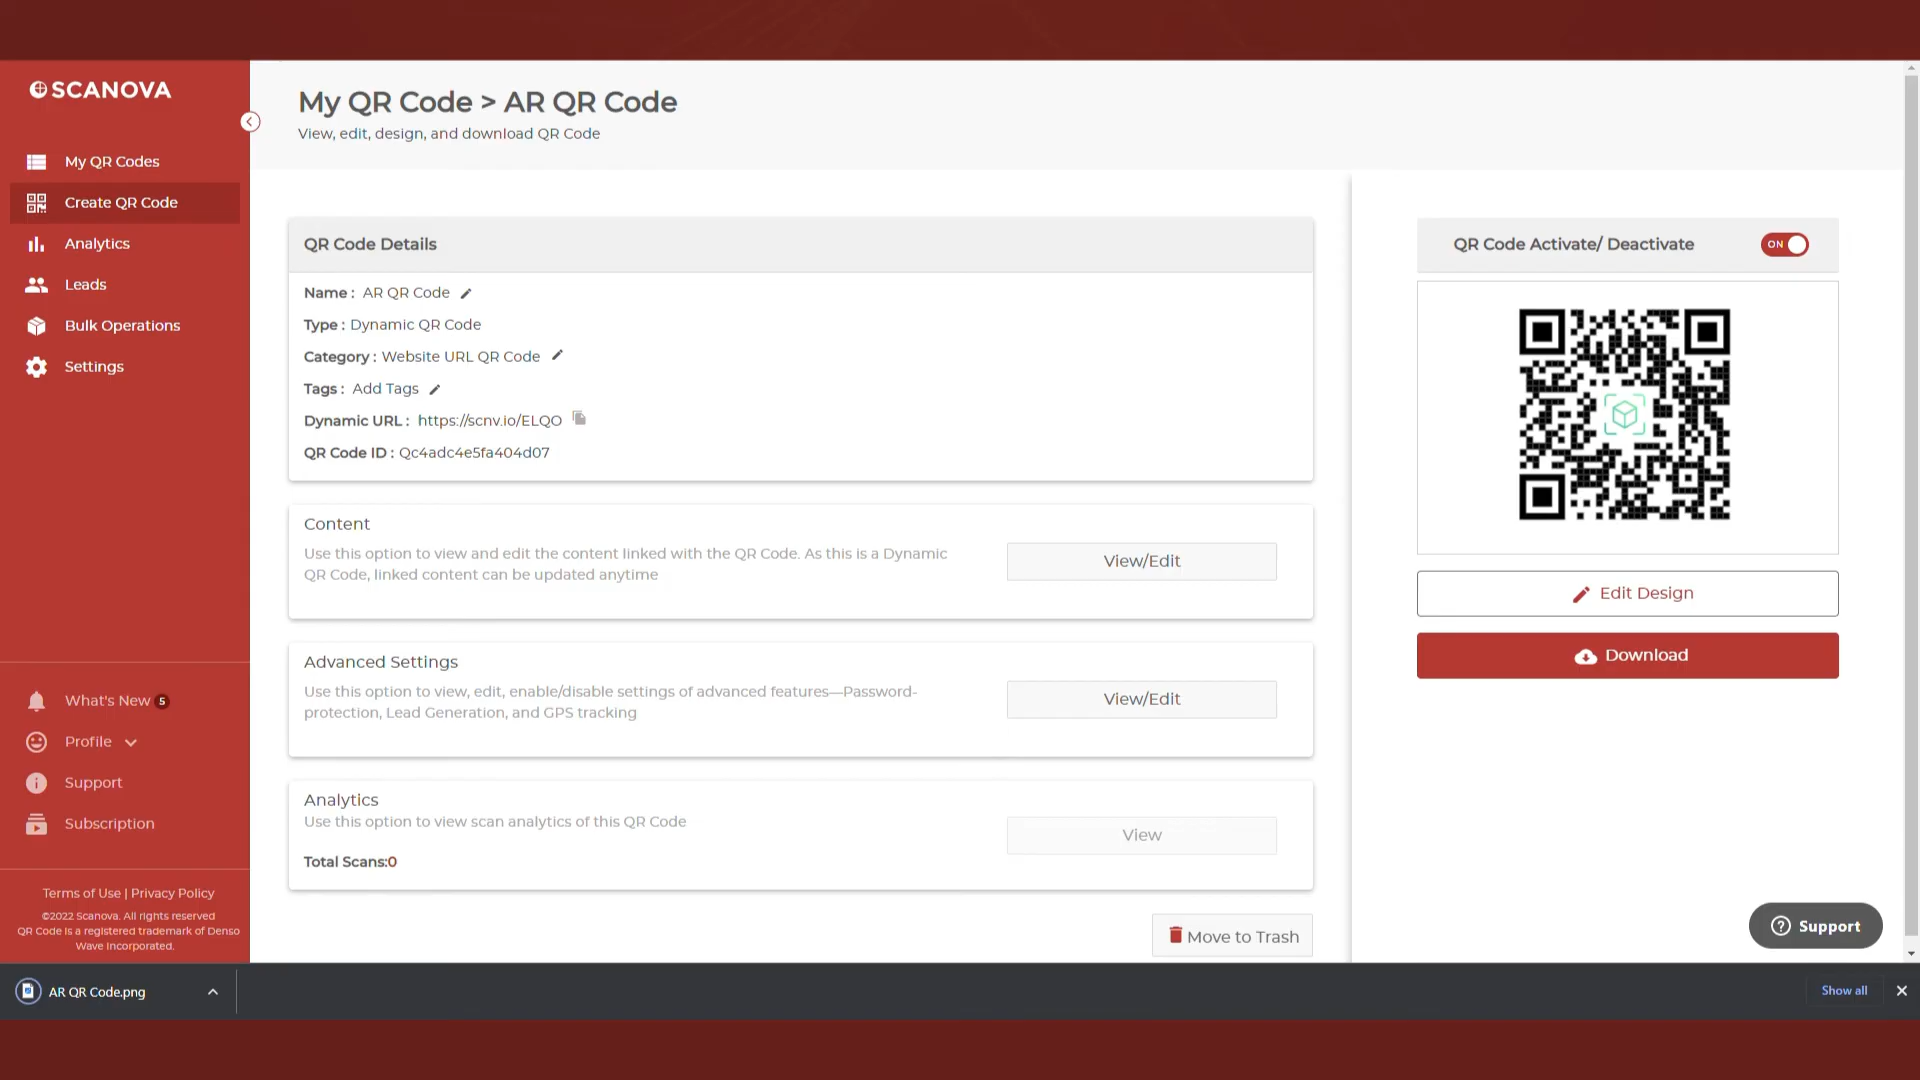 SCANOVA
My QR Codes
Create QR Code
Analytics
Leads
Bulk Operations
Settings
What's New 5
Profile
Support
Subscription
Terms of Use | Privacy Policy
©2022 Scanova. All rights reserved
QR Code is a registered trademark of Denso
Wave Incorporated.
My QR Code > AR QR Code
View, edit, design, and download QR Code
QR Code Details
Name : AR QR Code
Type : Dynamic QR Code
Category : Website URL QR Code
Tags : Add Tags
Dynamic URL : https://scnv.io/ELQO
QR Code ID : Qc4adc4e5fa404d07
Content
Use this option to view and edit the content linked with the QR Code. As this is a Dynamic
QR Code, linked content can be updated anytime
View/Edit
Advanced Settings
Use this option to view, edit, enable/disable settings of advanced features—Password-
protection, Lead Generation, and GPS tracking
View/Edit
Analytics
Use this option to view scan analytics of this QR Code
Total Scans:0
View
Move to Trash
QR Code Activate/ Deactivate
ON
Edit Design
Download
Support
AR QR Code.png
Show all